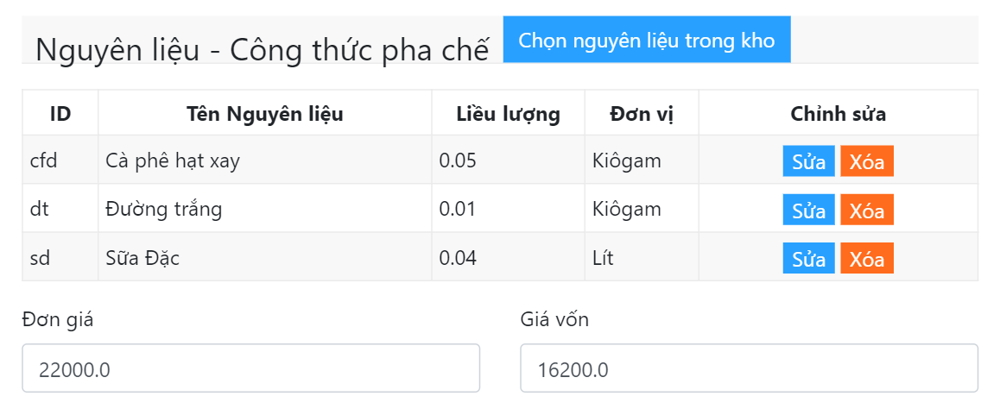 Nguyên liệu - Công thức pha chế Chọn nguyên liệu trong kho
ID Tên Nguyên liệu Liều lượng Đơn vị Chỉnh sửa
cfd Cà phê hạt xay 0.05 Kiôgam Sửa Xóa
dt Đường trắng 0.01 Kiôgam Sửa Xóa
sd Sữa Đặc 0.04 Lít Sửa Xóa
Đơn giá Giá vốn
22000.0 16200.0